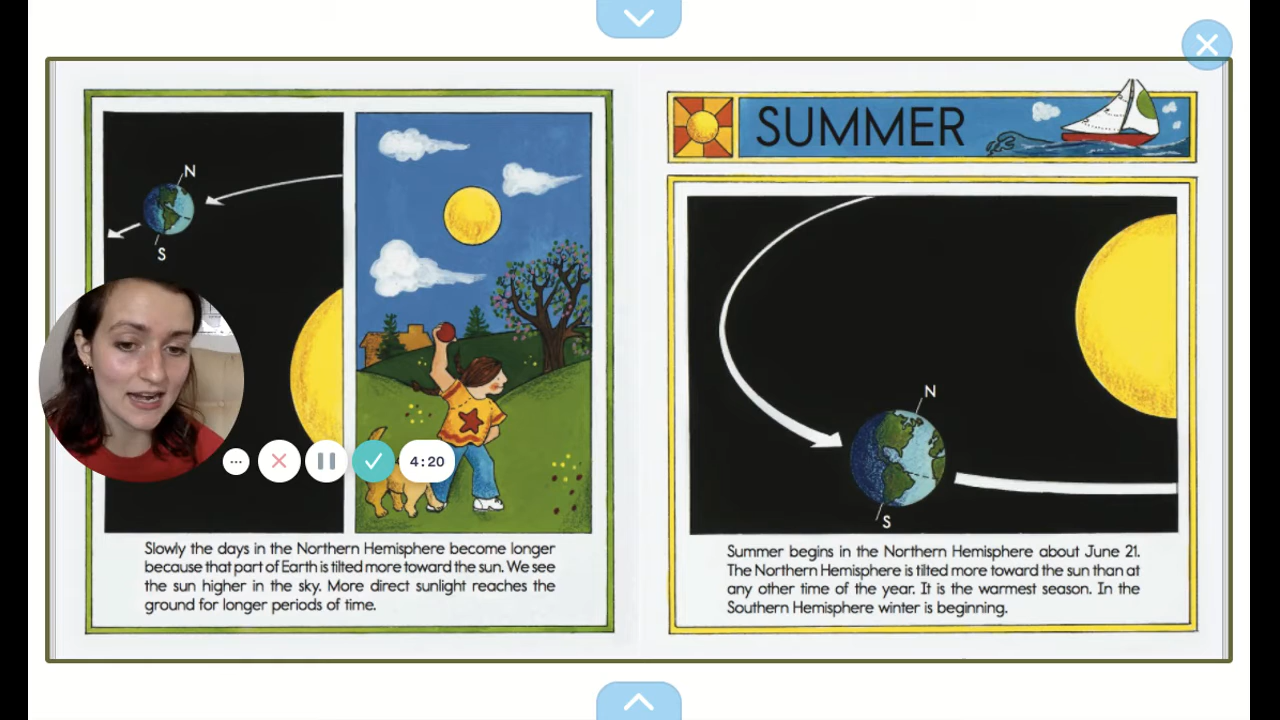 N
S
Slowly the days in the Northern Hemisphere become longer
because that part of Earth is tilted more toward the sun. We see
the sun higher in the sky. More direct sunlight reaches the
ground for longer periods of time.
4:20
SUMMER
N
S
Summer begins in the Northern Hemisphere about June 21.
The Northern Hemisphere is tilted more toward the sun than at
any other time of the year. It is the warmest season. In the
Southern Hemisphere winter is beginning.